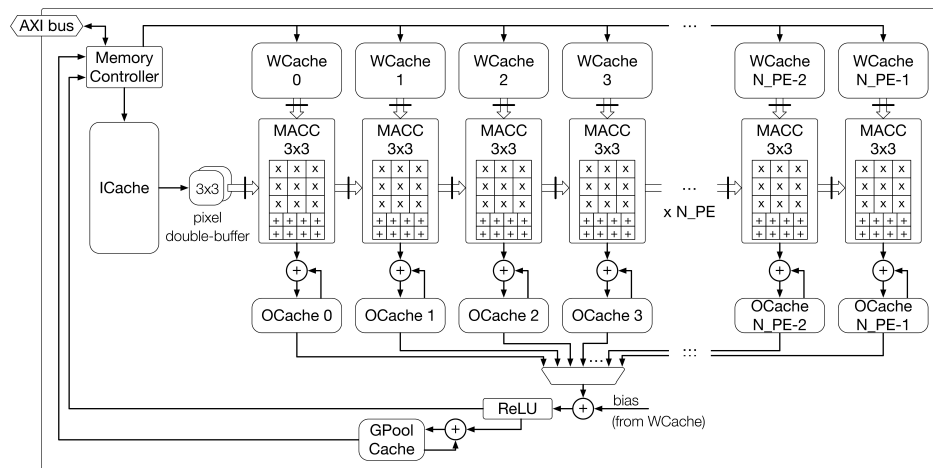 AXI bus
Memory
Controller
...
WCache
0
WCache
1
WCache
2
WCache
3
WCache
N_PE-2
WCache
N_PE-1
ICache
3x3
pixel
double-buffer
MACC
3x3
x x x
x x x
x x x
+ + + +
+ + + +
MACC
3x3
x x x
x x x
x x x
+ + + +
+ + + +
MACC
3x3
x x x
x x x
x x x
+ + + +
+ + + +
MACC
3x3
x x x
x x x
x x x
+ + + +
+ + + +
...
x N_PE
MACC
3x3
x x x
x x x
x x x
+ + + +
+ + + +
MACC
3x3
x x x
x x x
x x x
+ + + +
+ + + +
+ + + + + +
OCache 0
OCache 1
OCache 2
OCache 3
OCache
N_PE-2
OCache
N_PE-1
....
:::
ReLU
+
bias
(from WCache)
GPool
Cache
+